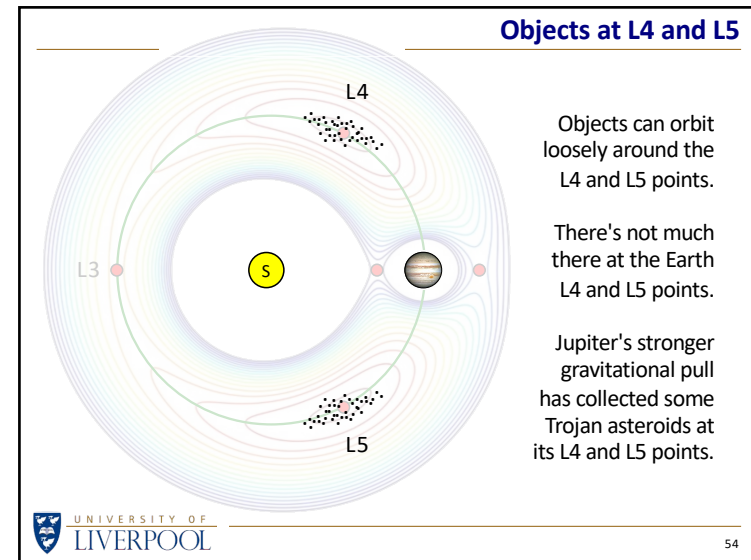 Objects at L4 and L5
L4
Objects can orbit
loosely around the
L4 and L5 points.
There's not much
there at the Earth
L4 and L5 points.
L3
S
Jupiter's stronger
gravitational pull
has collected some
Trojan asteroids at
its L4 and L5 points.
L5
UNIVERSITY OF
LIVERPOOL
54